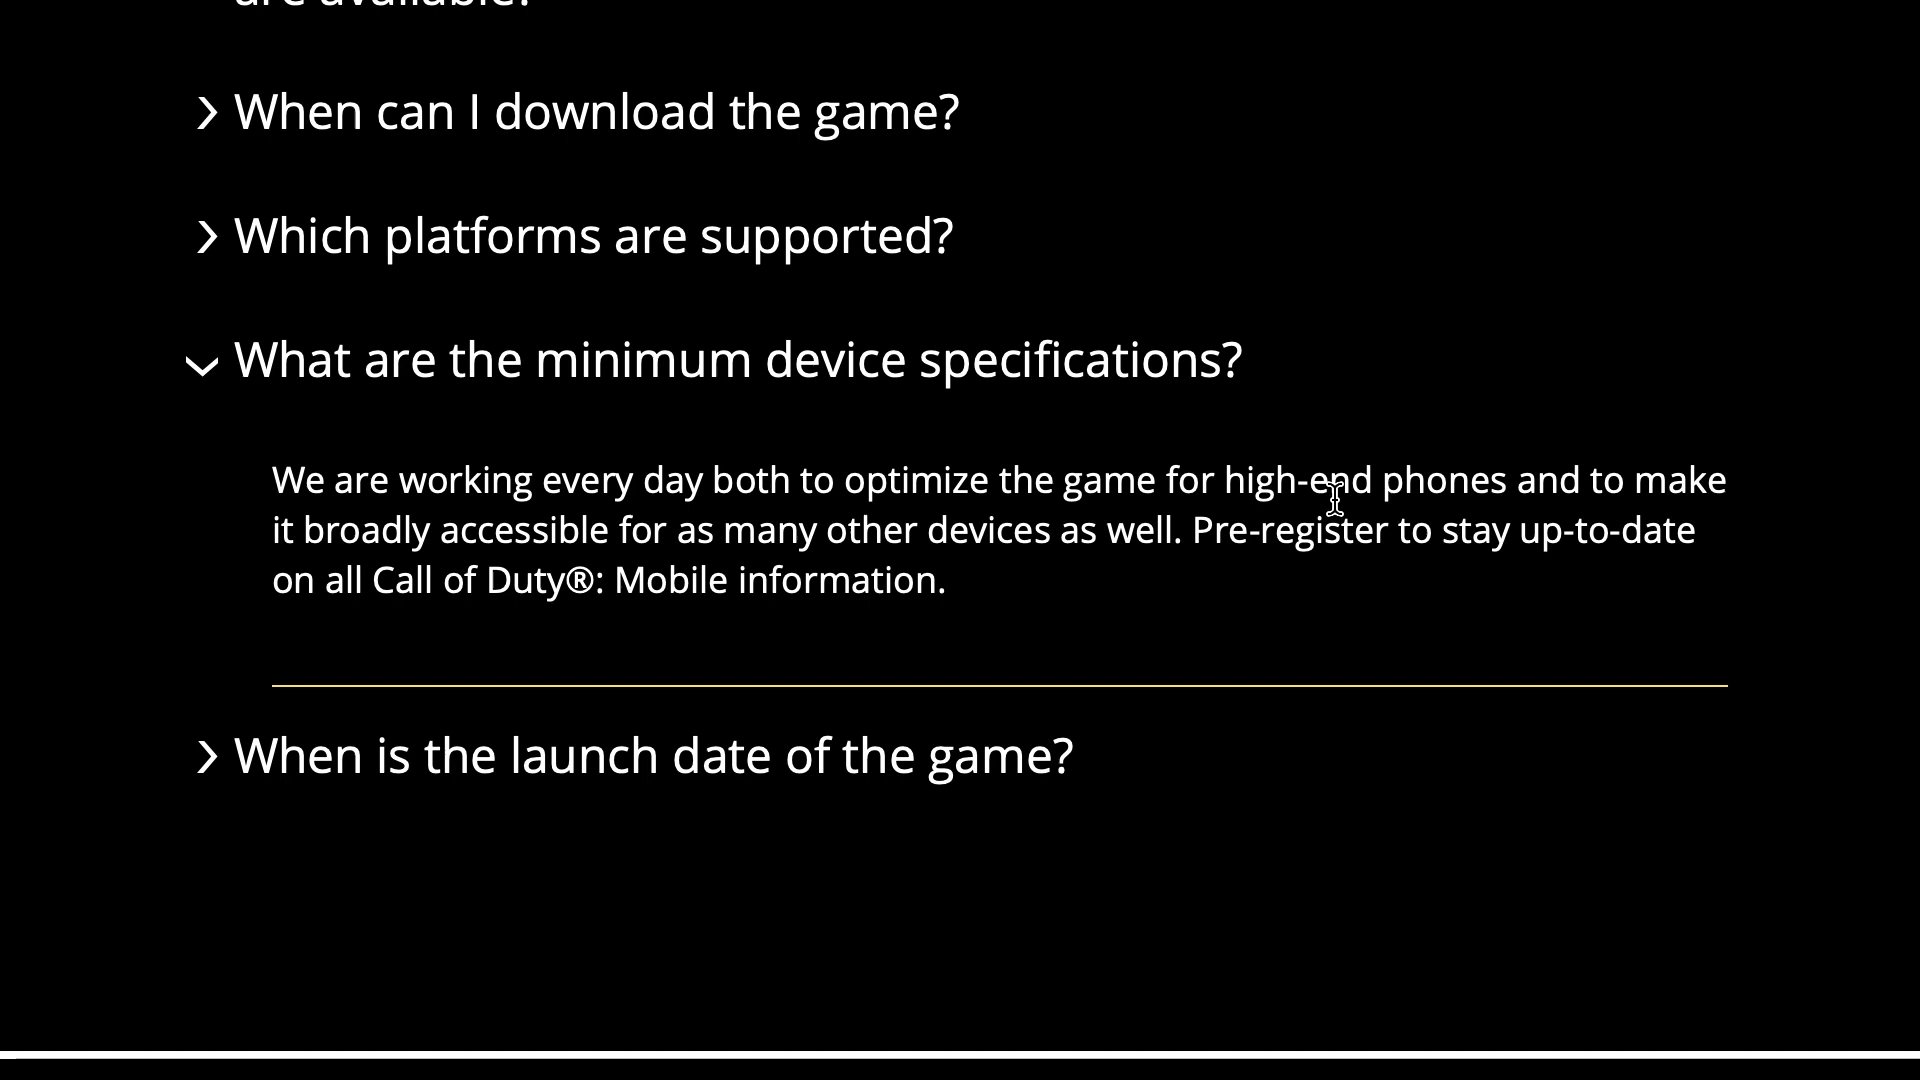 are available?
When can I download the game?
Which platforms are supported?
What are the minimum device specifications?
We are working every day both to optimize the game for high-end phones and to make
it broadly accessible for as many other devices as well. Pre-register to stay up-to-date
on all Call of Duty®: Mobile information.
When is the launch date of the game?